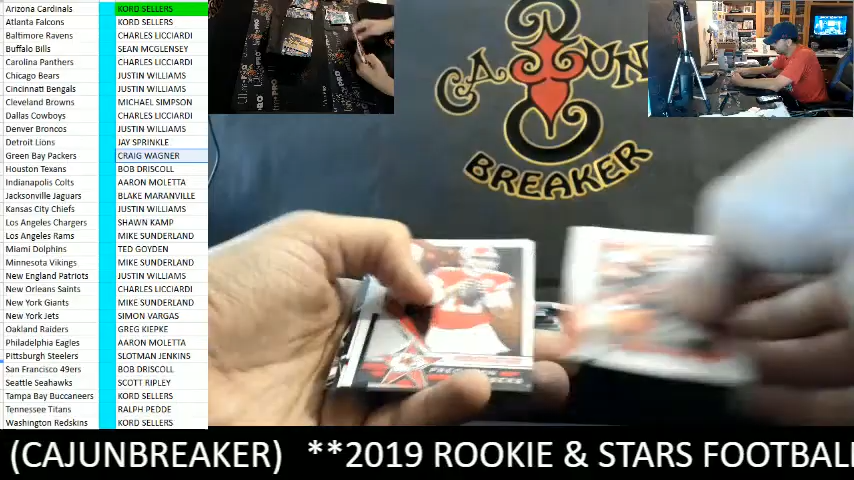 Arizona Cardinals KORD SELLERS
Atlanta Falcons KORD SELLERS
Baltimore Ravens CHARLES LICCIARDI
Buffalo Bills SEAN MCGLENSEY
Carolina Panthers CHARLES LICCIARDI
Chicago Bears JUSTIN WILLIAMS
Cincinnati Bengals JUSTIN WILLIAMS
Cleveland Browns MICHAEL SIMPSON
Dallas Cowboys CHARLES LICCIARDI
Denver Broncos JUSTIN WILLIAMS
Detroit Lions JAY SPRINKLE
Green Bay Packers CRAIG WAGNER
Houston Texans BOB DRISCOLL
Indianapolis Colts AARON MOLETTA
Jacksonville Jaguars BLAKE MARANVILLE
Kansas City Chiefs JUSTIN WILLIAMS
Los Angeles Chargers SHAWN KAMP
Los Angeles Rams MIKE SUNDERLAND
Miami Dolphins TED GOYDEN
Minnesota Vikings MIKE SUNDERLAND
New England Patriots JUSTIN WILLIAMS
New Orleans Saints CHARLES LICCIARDI
New York Giants MIKE SUNDERLAND
New York Jets SIMON VARGAS
Oakland Raiders GREG KIEPKE
Philadelphia Eagles AARON MOLETTA
Pittsburgh Steelers SLOTMAN JENKINS
San Francisco 49ers BOB DRISCOLL
Seattle Seahawks SCOTT RIPLEY
Tampa Bay Buccaneers KORD SELLERS
Tennessee Titans RALPH PEDDE
Washington Redskins KORD SELLERS
CAJUN
BREAKER
(CAJUNBREAKER) **2019 ROOKIE & STARS FOOTBALL